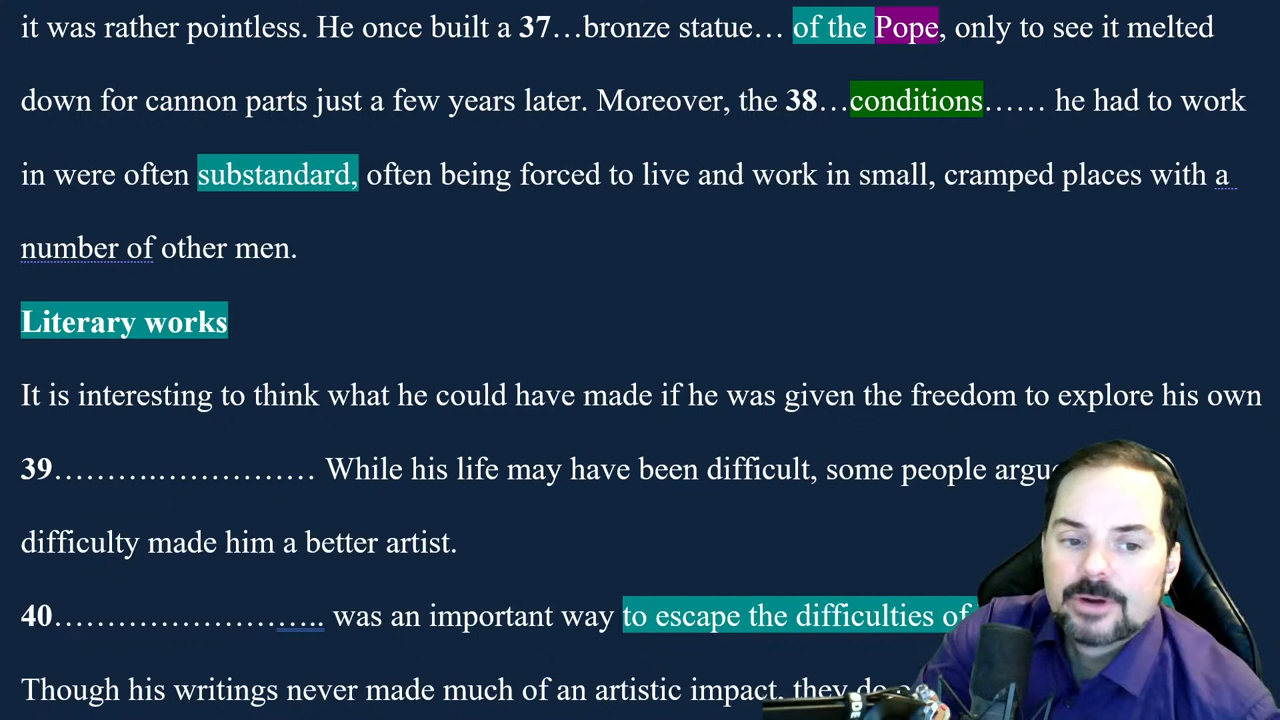 it was rather pointless. He once built a 37…bronze statue… of the Pope, only to see it melted
down for cannon parts just a few years later. Moreover, the 38…conditions…… he had to work
in were often substandard, often being forced to live and work in small, cramped places with a
number of other men.
Literary works
It is interesting to think what he could have made if he was given the freedom to explore his own
39……….…………… While his life may have been difficult, some people argue
difficulty made him a better artist.
40…………………….. was an important way to escape the difficulties of
Though his writings never made much of an artistic impact, they do